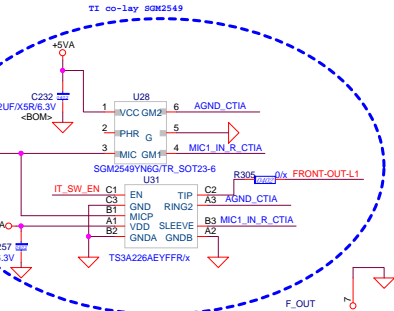 TI co-lay SGM2549
+5VA
C232
2UF/X5R/6.3V
<BOM>
U28
1 VCC GM2 6 AGND_CTIA
2 PHR G 5
3 MIC GM1 4 MIC1_IN_R_CTIA
SGM2549YN6G/TR_SOT23-6
U31
R305 0/x FRONT-OUT-L1
IT_SW_EN C1 EN TIP C2
C3 GND RING2 A3 AGND_CTIA
B1 MICP
A1 VDD SLEEVE B3 MIC1_IN_R_CTIA
B2 GNDA GNDB A2
TS3A226AEYFFR/x
A
257
.3V
F_OUT
7